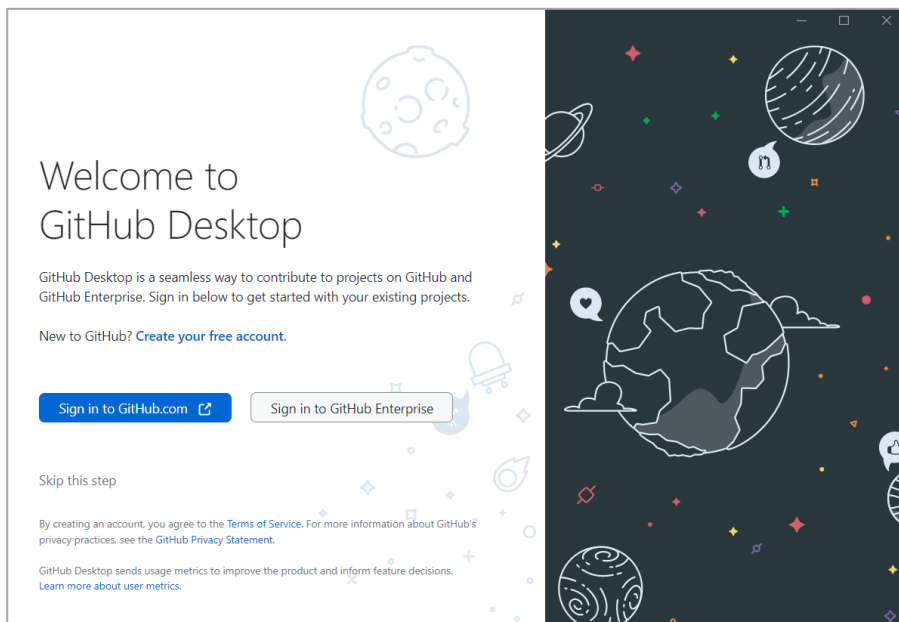 Welcome to
GitHub Desktop
GitHub Desktop is a seamless way to contribute to projects on GitHub and
GitHub Enterprise. Sign in below to get started with your existing projects.
New to GitHub? Create your free account.
Sign in to GitHub.com
Sign in to GitHub Enterprise
Skip this step
By creating an account, you agree to the Terms of Service. For more information about GitHub's
privacy practices, see the GitHub Privacy Statement.
GitHub Desktop sends usage metrics to improve the product and inform feature decisions.
Learn more about user metrics.